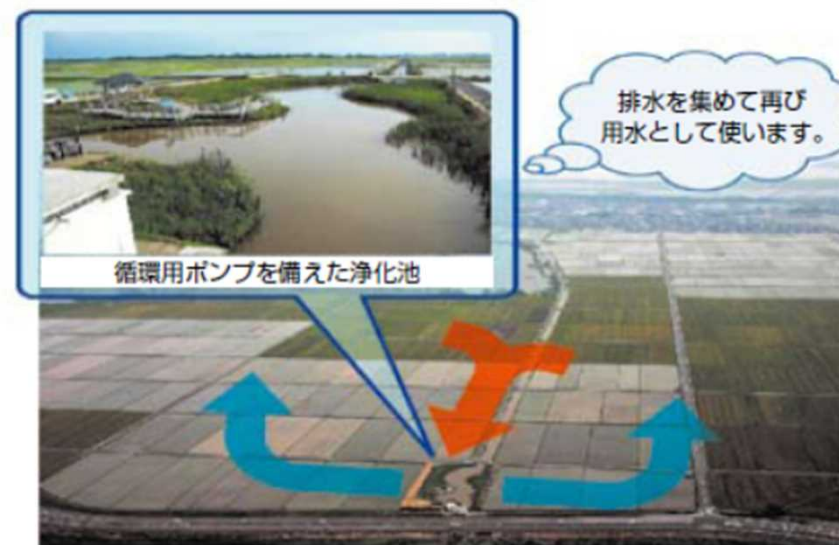 排水を集めて再び
用水として使います。
循環用ポンプを備えた浄化池